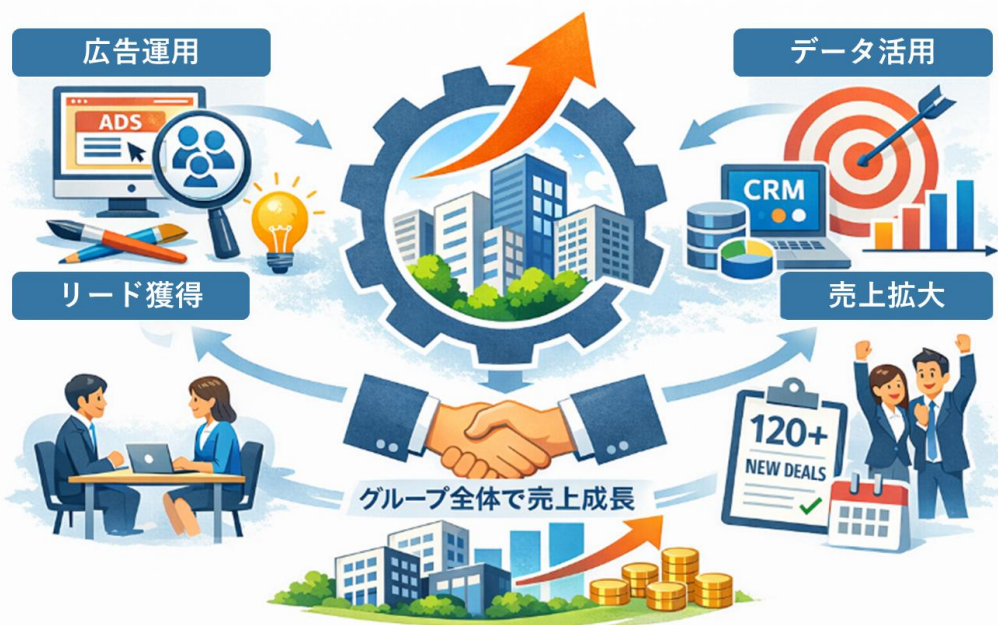 広告運用
データ活用
ADS
CRM
リード獲得
売上拡大
120+
NEW DEALS
グループ全体で売上成長